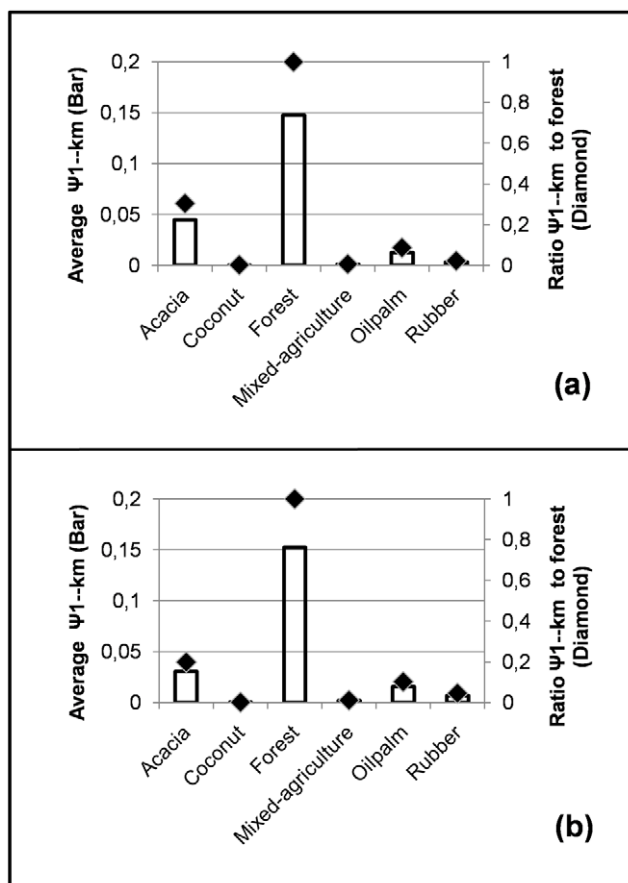 Average Ψ1--km (Bar)
0,2
0,15
0,1
0,05
0
1
0,8
0,6
0,4
0,2
0
Ratio Ψ1--km to forest
(Diamond)
Acacia
Coconut
Forest
Mixed-agriculture
Oilpalm
Rubber
(a)
Average Ψ1--km (Bar)
0,2
0,15
0,1
0,05
0
1
0,8
0,6
0,4
0,2
0
Ratio Ψ1--km to forest
(Diamond)
Acacia
Coconut
Forest
Mixed-agriculture
Oilpalm
Rubber
(b)